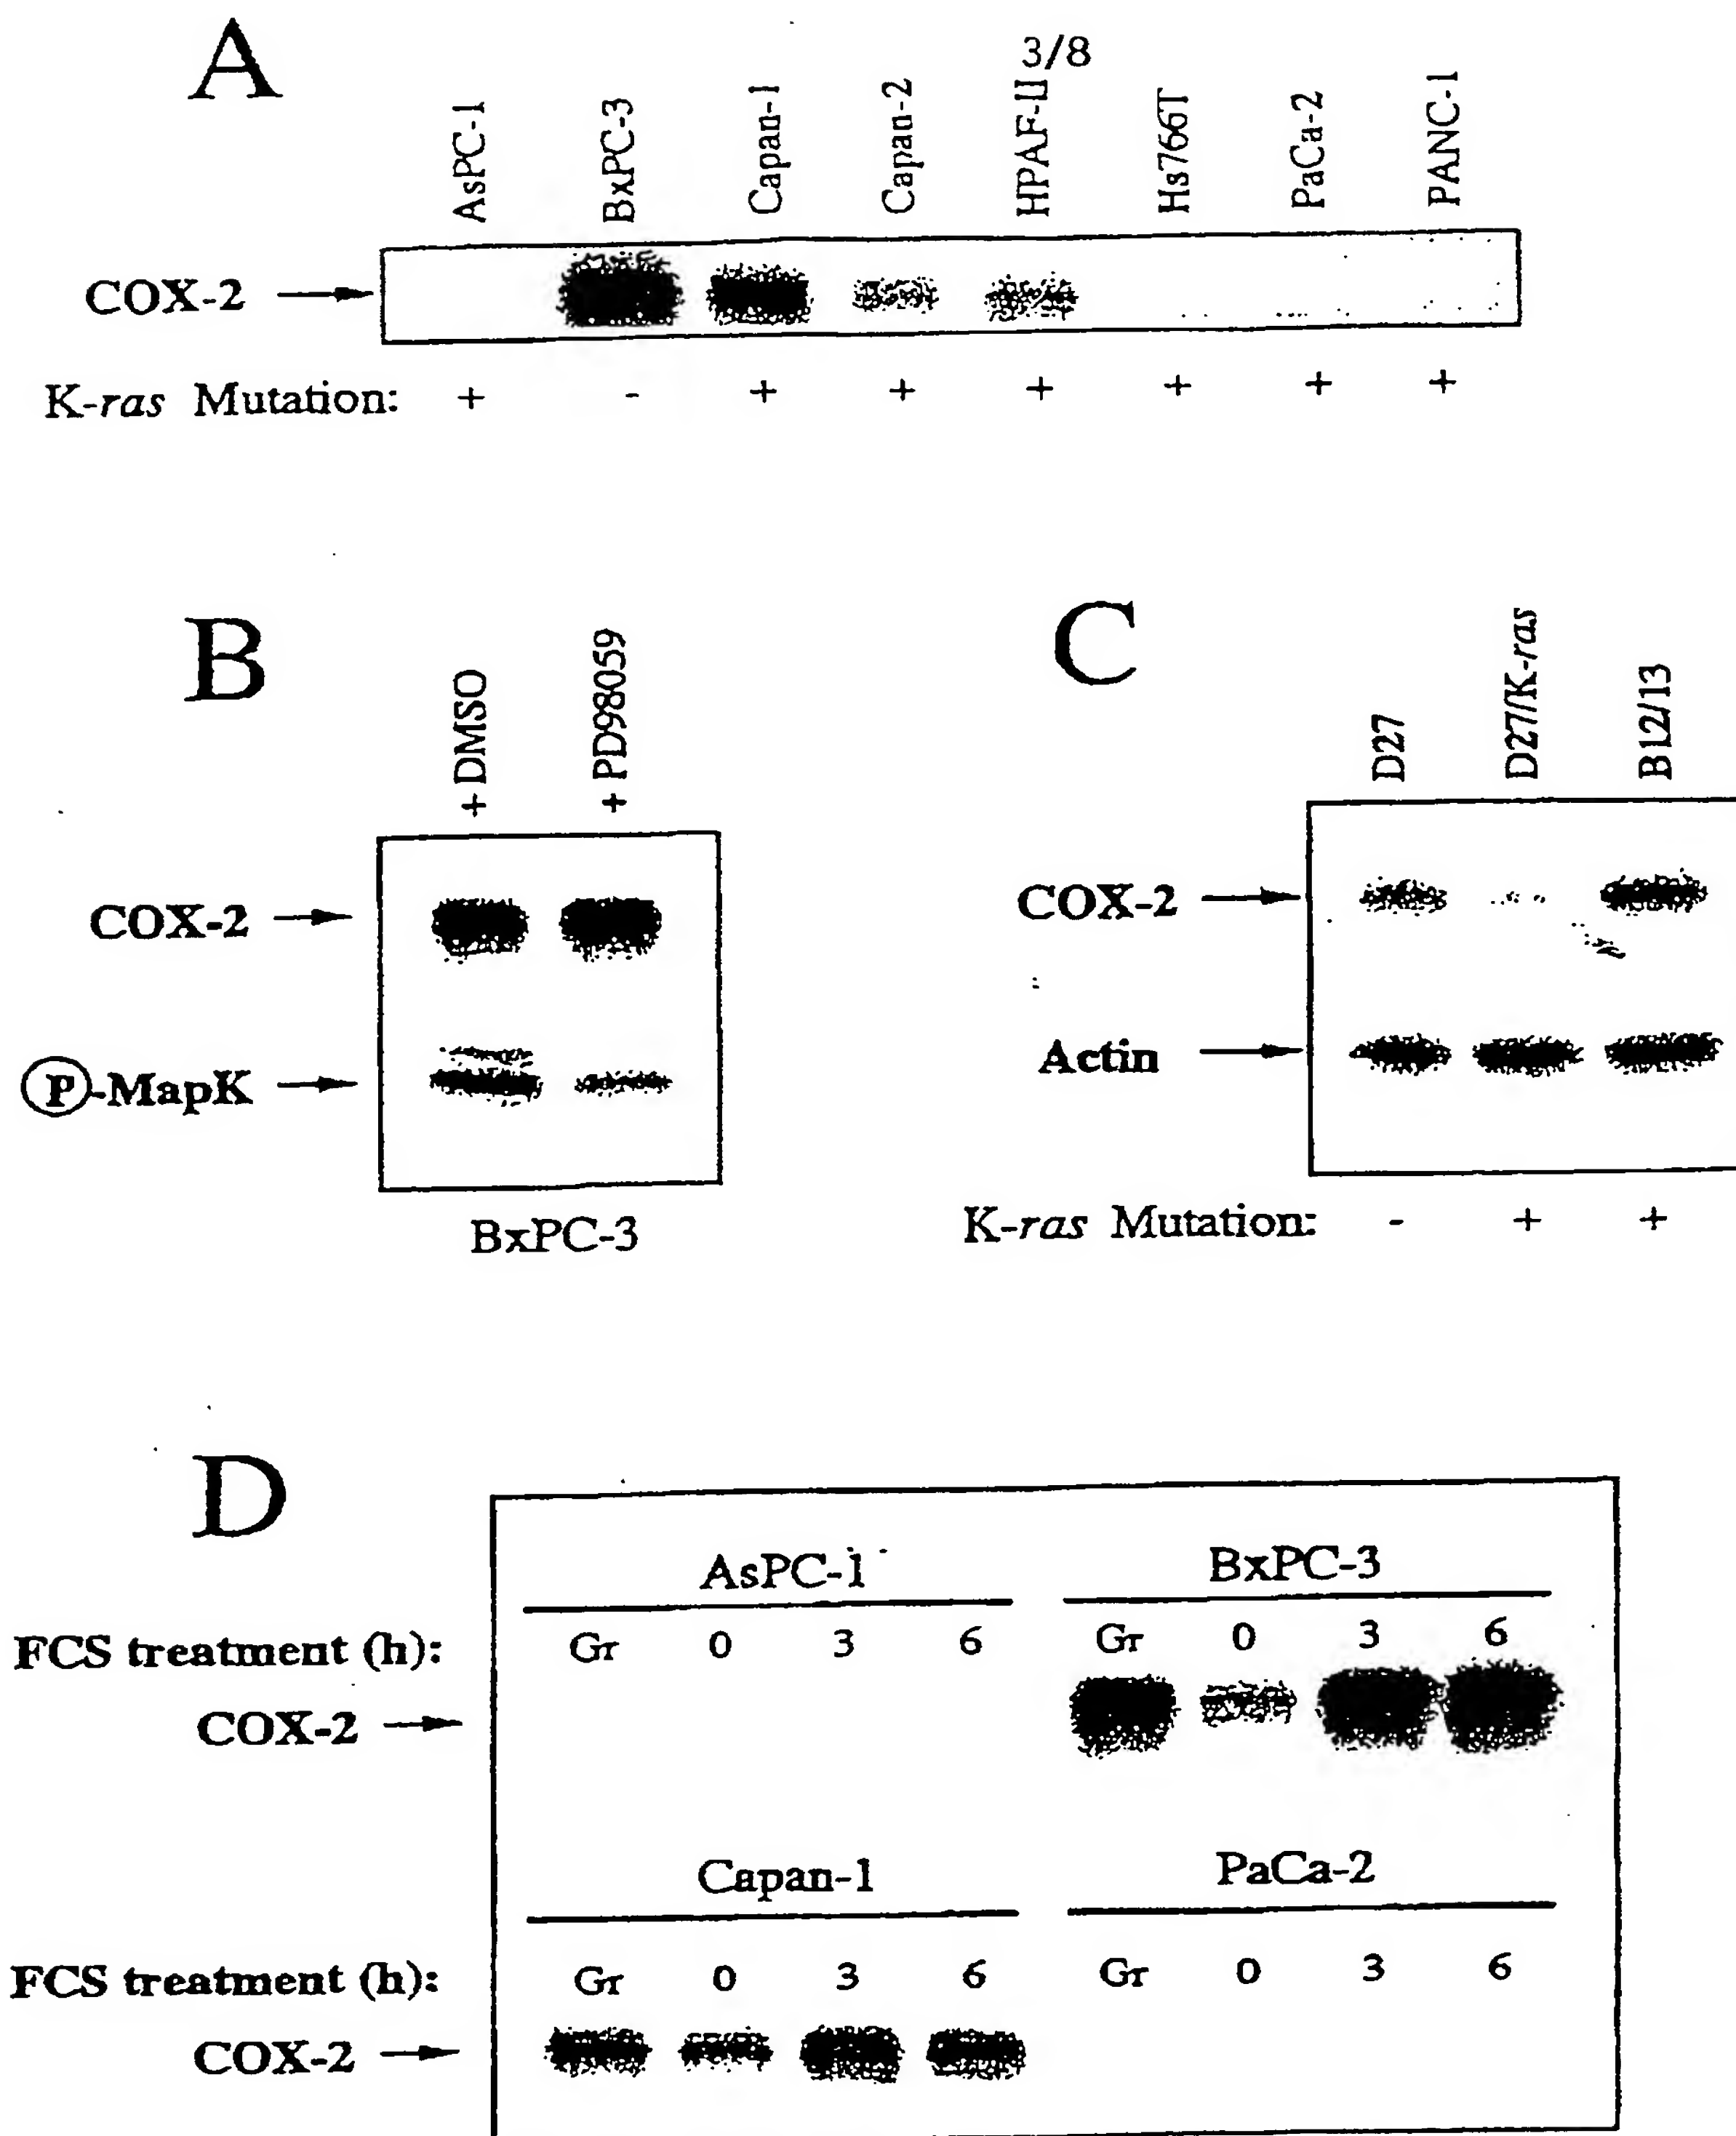 A
3/8
AsPC-1 BxPC-3 Capan-1 Capan-2 HPAF-II Hs766T PaCa-2 PANC-1
COX-2
K-ras Mutation: + - + + + + + +
B
+ DMSO + PD98059
COX-2
P-MapK
BxPC-3
C
D27 D27/K-ras B12/13
COX-2
Actin
K-ras Mutation: - + +
D
AsPC-1 BxPC-3
FCS treatment (h): Gr 0 3 6 Gr 0 3 6
COX-2
Capan-1 PaCa-2
FCS treatment (h): Gr 0 3 6 Gr 0 3 6
COX-2